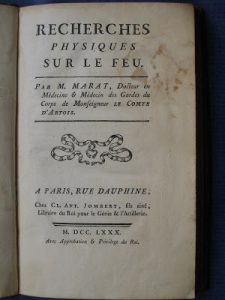 RECHERCHES
PHYSIQUES
SUR LE FEU.
PAR M. MARAT, Docteur en
Médecine & Médecin des Gardes du
Corps de Monseigneur LE COMTE
D'ARTOIS.
A PARIS, RUE DAUPHINE,
Chez CL. ANT. JOMBERT, fils aîné,
Libraire du Roi pour le Génie & l'Artillerie.
M. DCC. LXXX.
Avec Approbation & Privilége du Roi.